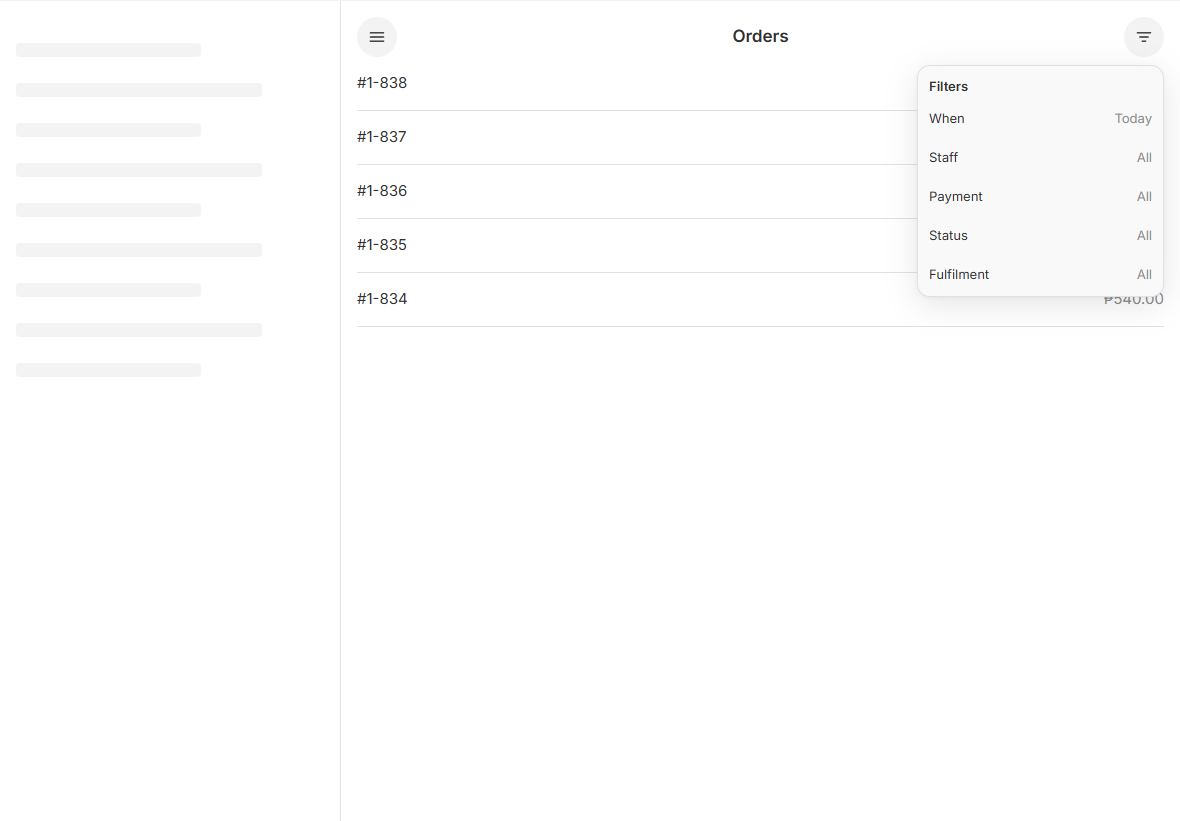 Orders
#1-838
#1-837
#1-836
#1-835
#1-834
₱540.00
Filters
When Today
Staff All
Payment All
Status All
Fulfilment All